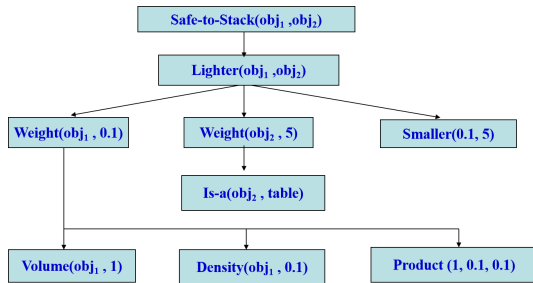 Safe-to-Stack(obj₁ ,obj₂)
Lighter(obj₁ ,obj₂)
Weight(obj₁ , 0.1)
Weight(obj₂ , 5)
Smaller(0.1, 5)
Is-a(obj₂ , table)
Volume(obj₁ , 1)
Density(obj₁ , 0.1)
Product (1, 0.1, 0.1)